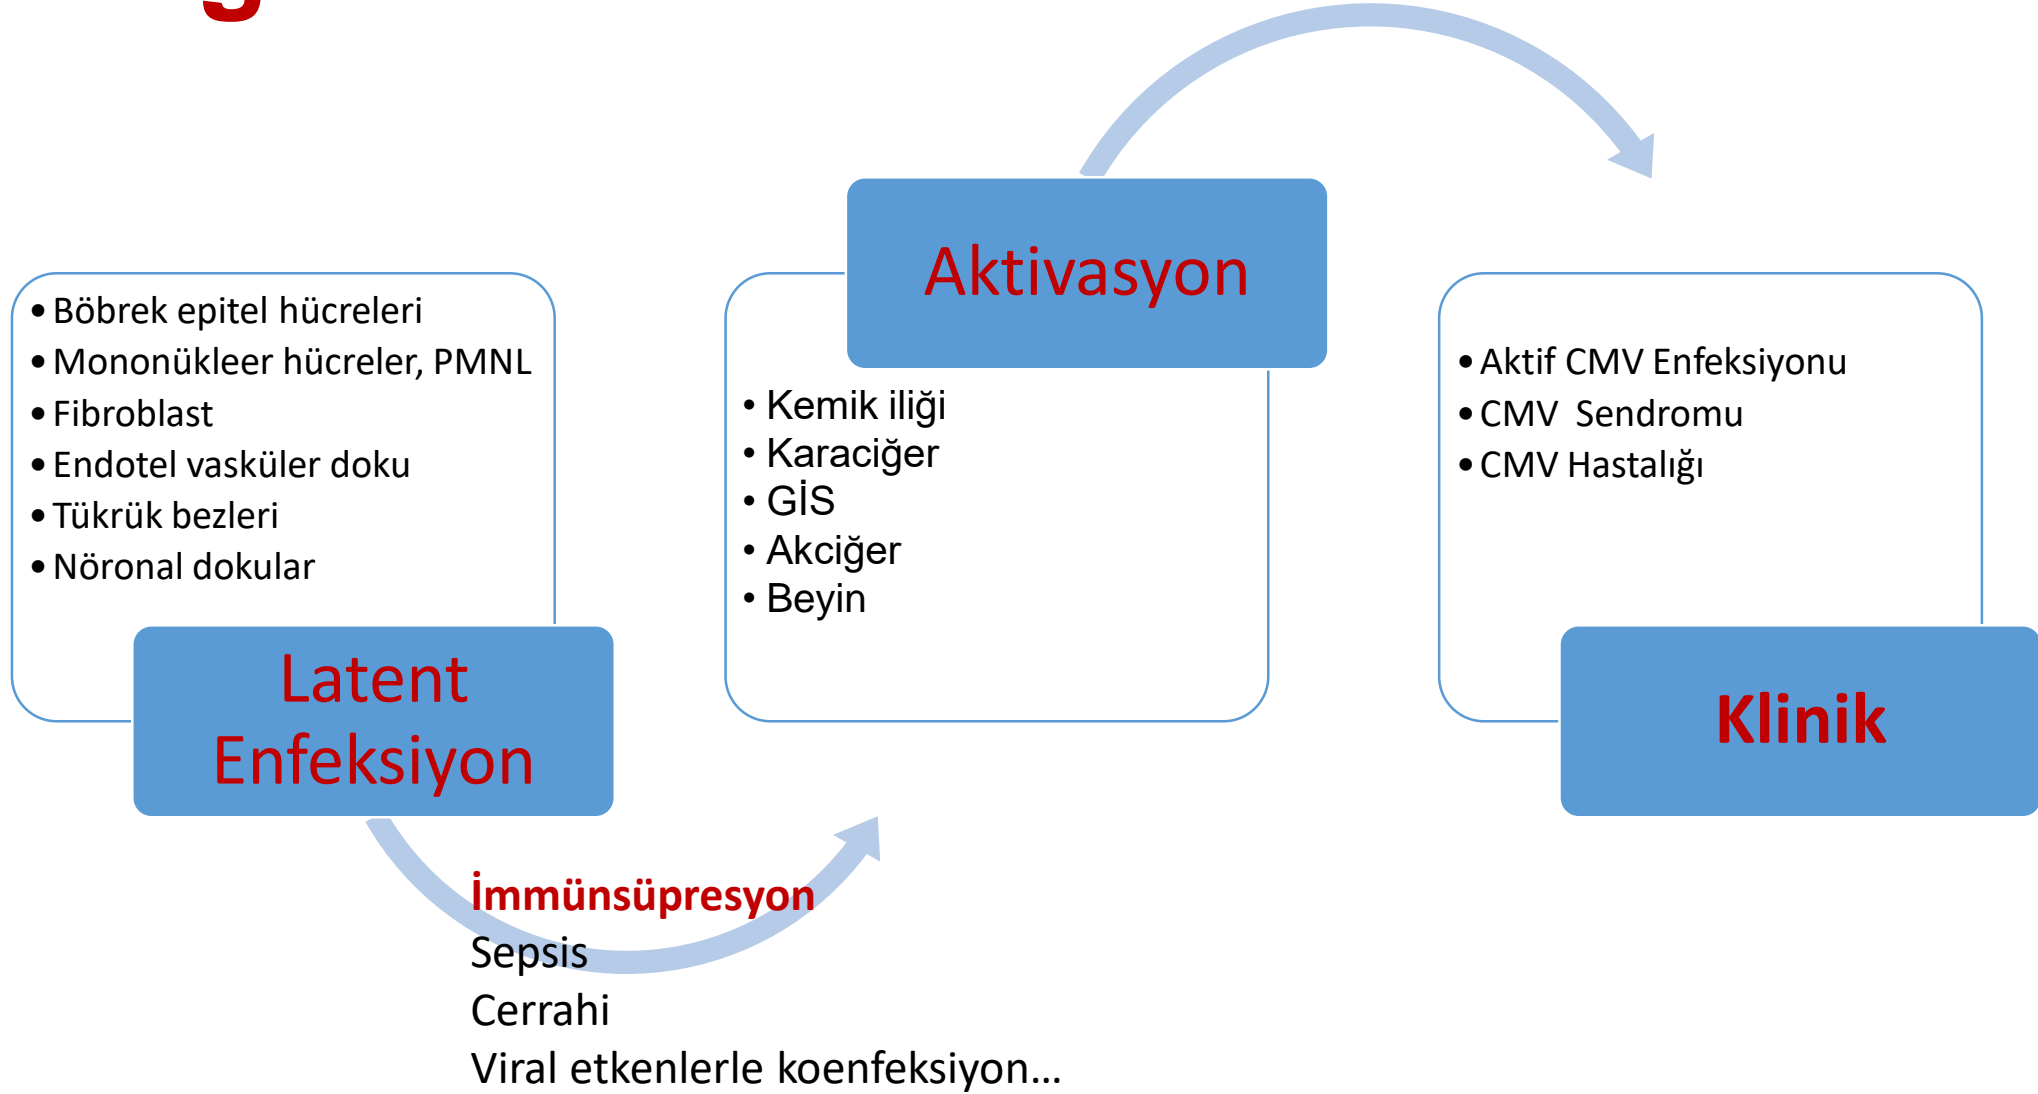 • Böbrek epitel hücreleri
• Mononükleer hücreler, PMNL
• Fibroblast
• Endotel vasküler doku
• Tükrük bezleri
• Nöronal dokular
Latent
Enfeksiyon
İmmünsüpresyon
Sepsis
Cerrahi
Viral etkenlerle koenfeksiyon...
Aktivasyon
• Kemik iliği
• Karaciğer
• GİS
• Akciğer
• Beyin
• Aktif CMV Enfeksiyonu
• CMV  Sendromu
• CMV Hastalığı
Klinik